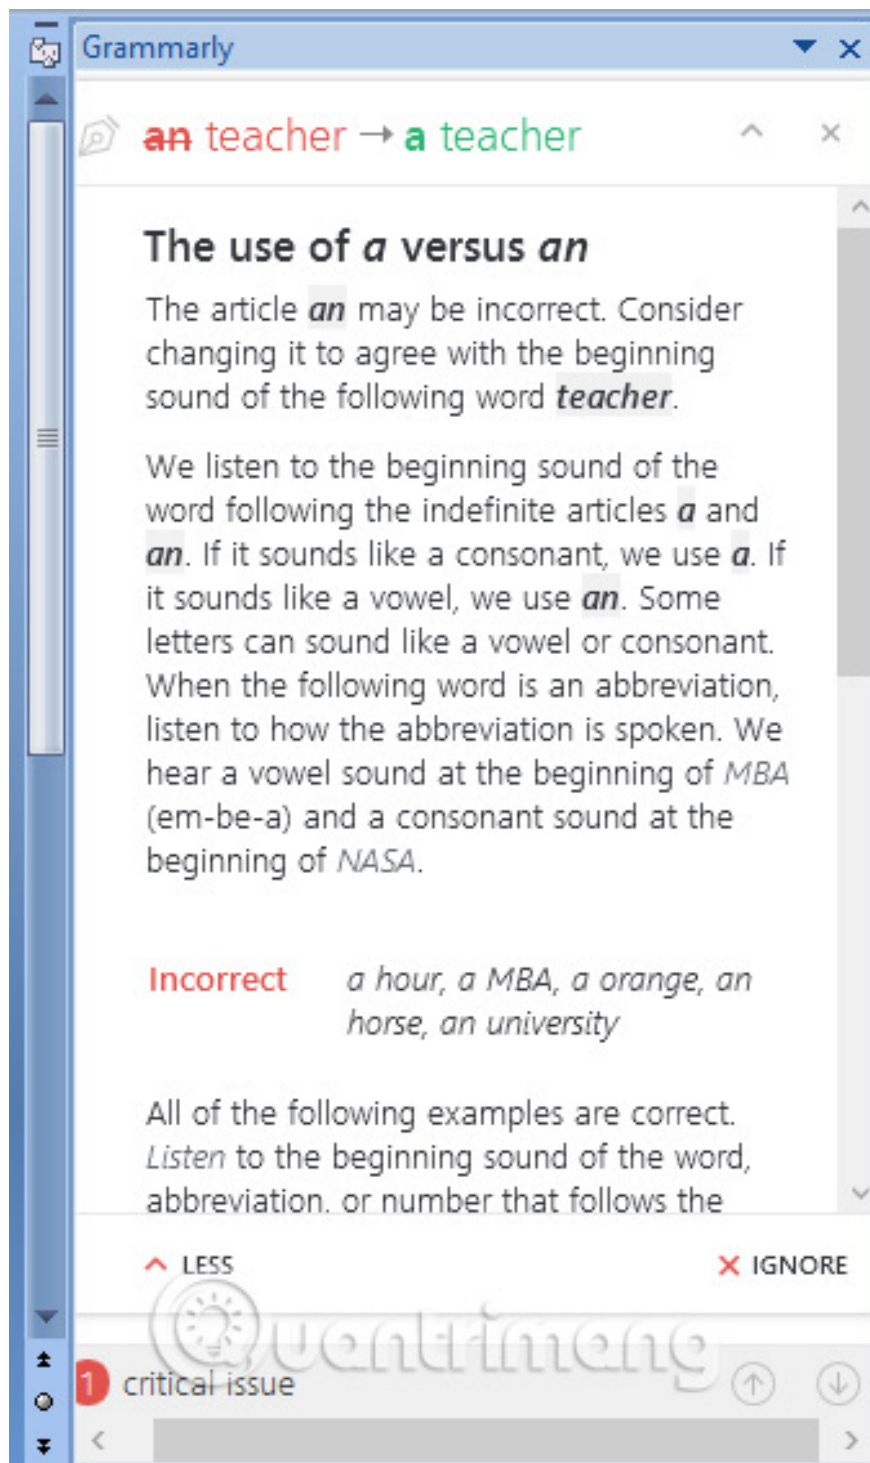 Grammarly
an teacher → a teacher
The use of a versus an
The article an may be incorrect. Consider
changing it to agree with the beginning
sound of the following word teacher.
We listen to the beginning sound of the
word following the indefinite articles a and
an. If it sounds like a consonant, we use a. If
it sounds like a vowel, we use an. Some
letters can sound like a vowel or consonant.
When the following word is an abbreviation,
listen to how the abbreviation is spoken. We
hear a vowel sound at the beginning of MBA
(em-be-a) and a consonant sound at the
beginning of NASA.
Incorrect a hour, a MBA, a orange, an
horse, an university
All of the following examples are correct.
Listen to the beginning sound of the word,
abbreviation, or number that follows the
LESS IGNORE
Quantrimang
1 critical issue